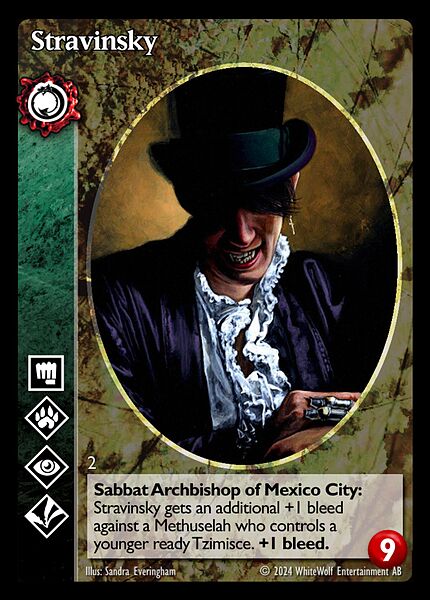 Stravinsky
2
Sabbat Archbishop of Mexico City:
Stravinsky gets an additional +1 bleed
against a Methuselah who controls a
younger ready Tzimisce. +1 bleed.
9
Illus: Sandra Everingham
© 2024 WhiteWolf Entertainment AB